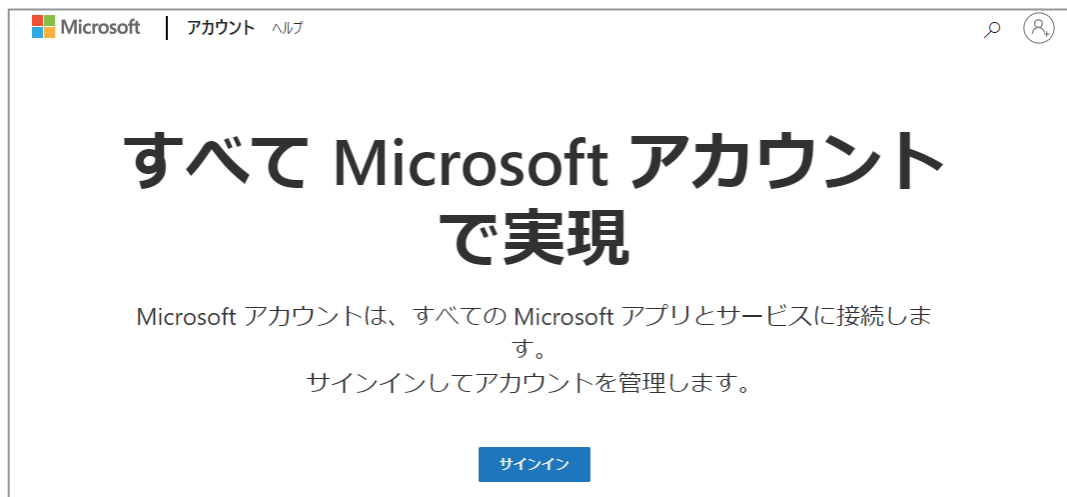 Microsoft | アカウント ヘルプ
すべて Microsoft アカウント
で実現
Microsoft アカウントは、すべての Microsoft アプリとサービスに接続しま
す。
サインインしてアカウントを管理します。
サインイン